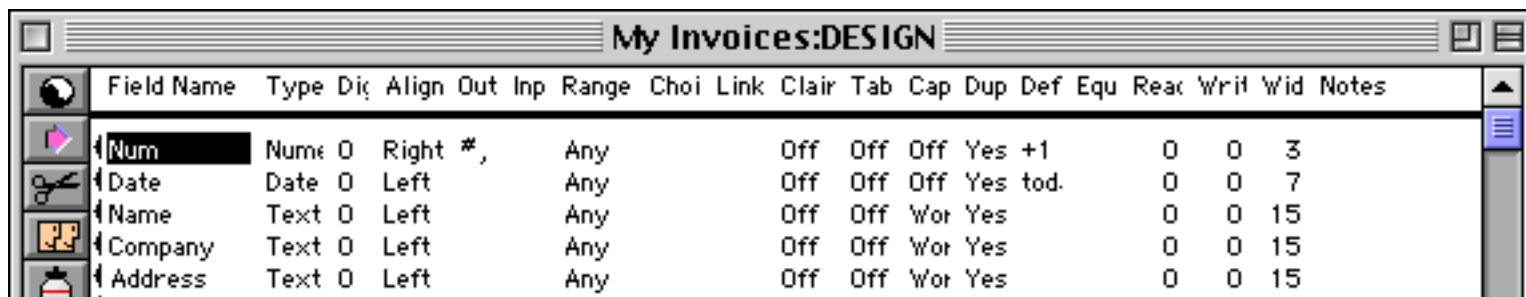 My Invoices:DESIGN
Field Name Type Dig Align Out Inp Range Choi Link Clair Tab Cap Dup Def Equ Read Writ Wid Notes
Num Nume 0 Right #, Any Off Off Off Yes +1 0 0 3
Date Date 0 Left Any Off Off Off Yes tod. 0 0 7
Name Text 0 Left Any Off Off Wor Yes 0 0 15
Company Text 0 Left Any Off Off Wor Yes 0 0 15
Address Text 0 Left Any Off Off Wor Yes 0 0 15